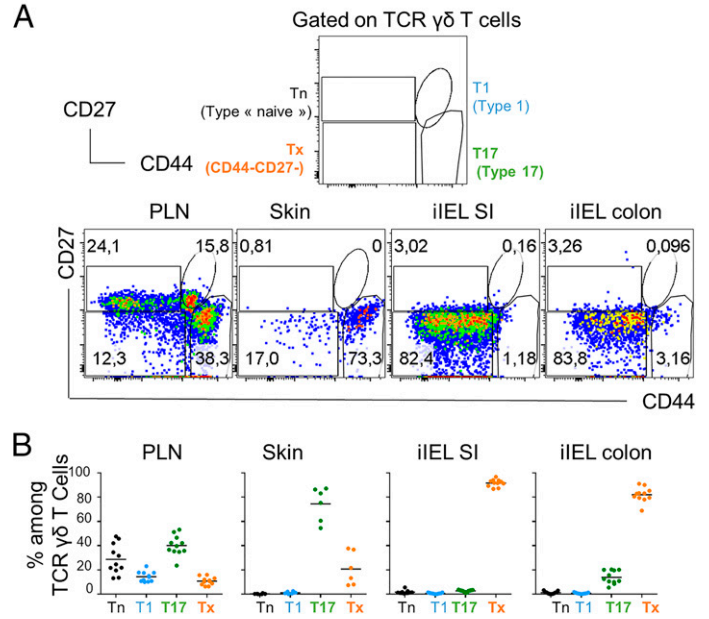 A
Gated on TCR γδ T cells
CD27
CD44
Tn
(Type « naive »)
T1
(Type 1)
Tx
(CD44-CD27-)
T17
(Type 17)
PLN
Skin
iIEL SI
iIEL colon
CD27
24,1
15,8
0,81
0
3,02
0,16
3,26
0,096
12,3
38,3
17,0
73,3
82,4
1,18
83,8
3,16
CD44
B
PLN
Skin
iIEL SI
iIEL colon
% among
TCR γδ T Cells
100
80
60
40
20
0
Tn T1 T17 Tx
Tn T1 T17 Tx
Tn T1 T17 Tx
Tn T1 T17 Tx